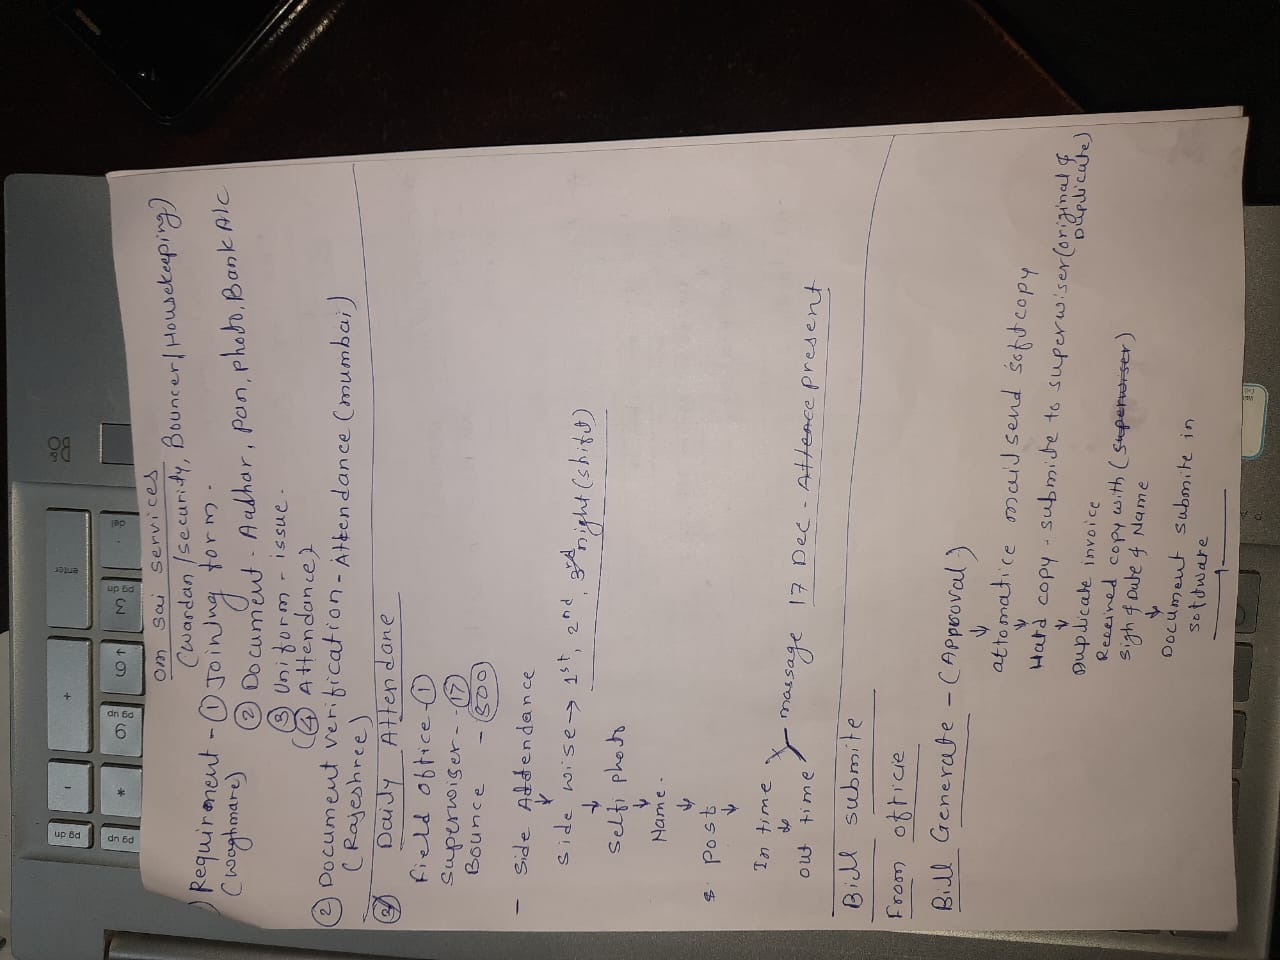 pg dn
-
+
enter
pg up
*
9
pg up
6
3
pg dn
.
del
B&O
Om Sai Services
(Wardan / Security, Bouncer / Housekeeping)
1) Requirement - ① Joining form.
(Waghmare)
② Document - Aadhar, Pan, photo, Bank A/c
③ Uniform - issue.
(④ Attendance)
② Document verification - Attendance (mumbai)
(Rajeshree)
③ Daily Attendane
Field office - ①
Superwiser - - 17
Bounce - 300
- Side Attendance
↓
Side wise → 1st, 2nd, 3rd night (shift)
↓
Selfi photo
↓
Name.
↓
Post
↓
In time
↓
out time
massage 17 Dec - Attence present
Bill submite
From officie
Bill Generate - (Approval)
↓
attomatice mail send softcopy
↓
Hard copy - submite to superwiser (original &
Duplicate)
↓
Duplicate invoice
Received copy with (superwiser)
Sigh & Date & Name
↓
Document submite in
software